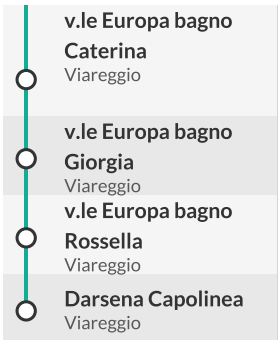 v.le Europa bagno
Caterina
Viareggio
v.le Europa bagno
Giorgia
Viareggio
v.le Europa bagno
Rossella
Viareggio
Darsena Capolinea
Viareggio